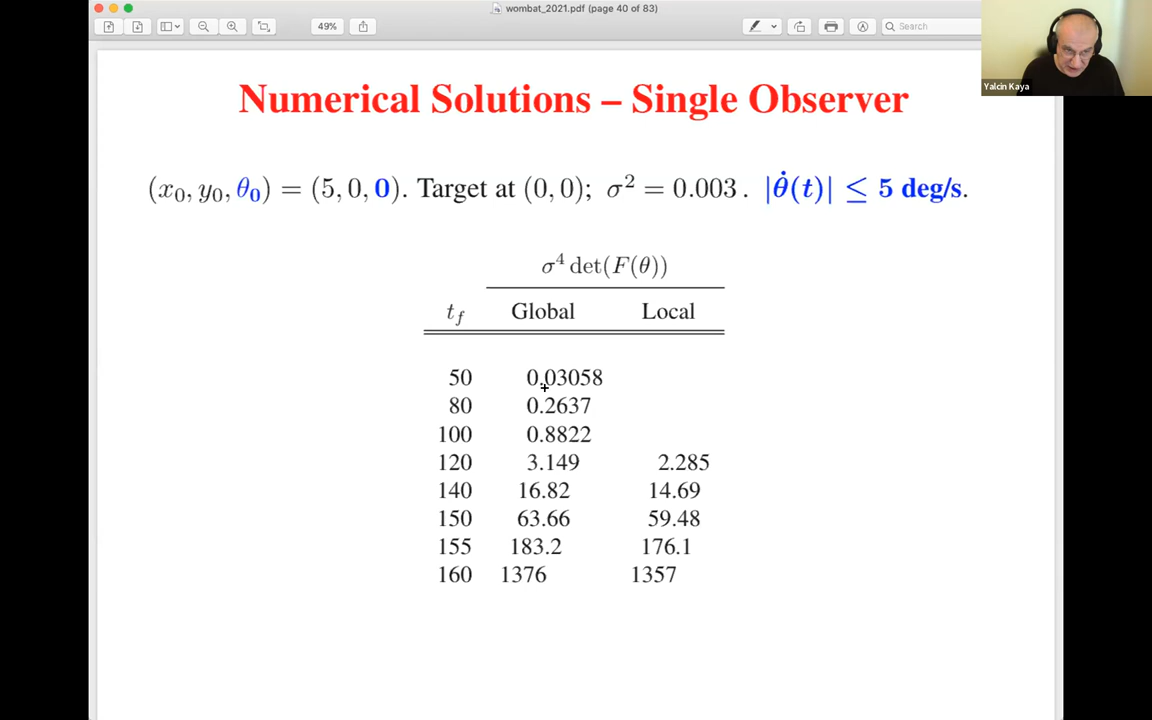 wombat_2021.pdf (page 40 of 83)
49%
Search
Yalcin Kaya
Numerical Solutions – Single Observer
(x₀, y₀, θ₀) = (5, 0, 0). Target at (0, 0); σ² = 0.003 . |θ̇(t)| ≤ 5 deg/s.
σ⁴ det(F(θ))
t_f Global Local
50 0.03058
80 0.2637
100 0.8822
120 3.149 2.285
140 16.82 14.69
150 63.66 59.48
155 183.2 176.1
160 1376 1357